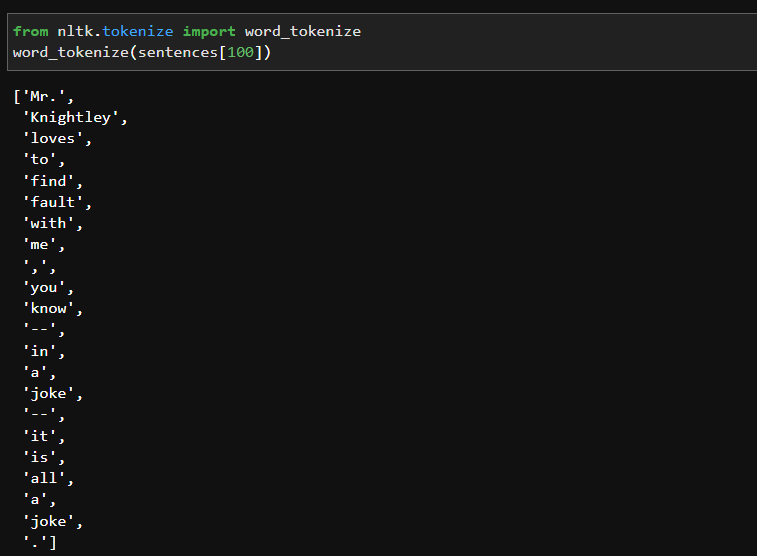 from nltk.tokenize import word_tokenize
word_tokenize(sentences[100])
['Mr.',
'Knightley',
'loves',
'to',
'find',
'fault',
'with',
'me',
',',
'you',
'know',
'--',
'in',
'a',
'joke',
'--',
'it',
'is',
'all',
'a',
'joke',
'.']